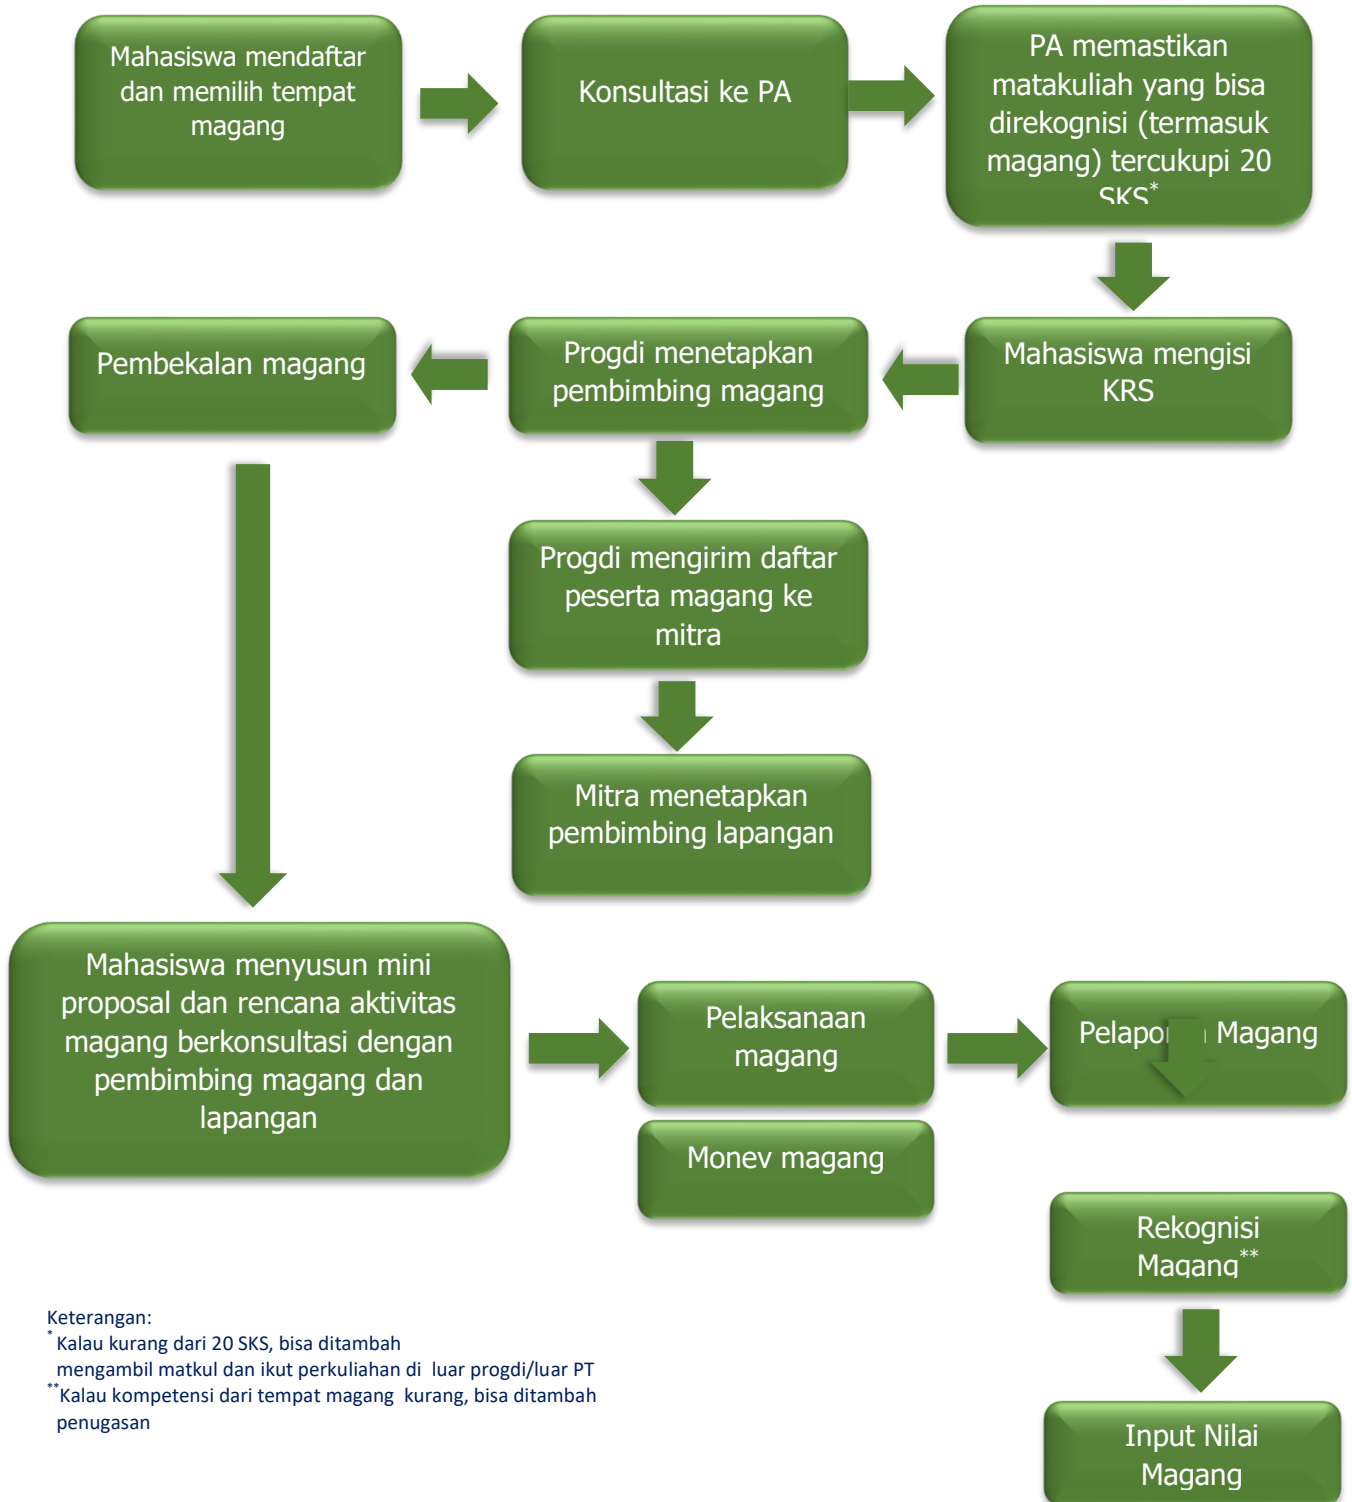 Mahasiswa mendaftar
dan memilih tempat
magang
Konsultasi ke PA
PA memastikan
matakuliah yang bisa
direkognisi (termasuk
magang) tercukupi 20
SKS*
Mahasiswa mengisi
KRS
Progdi menetapkan
pembimbing magang
Pembekalan magang
Progdi mengirim daftar
peserta magang ke
mitra
Mitra menetapkan
pembimbing lapangan
Mahasiswa menyusun mini
proposal dan rencana aktivitas
magang berkonsultasi dengan
pembimbing magang dan
lapangan
Pelaksanaan
magang
Monev magang
Magang
Rekognisi
Magang**
Input Nilai
Magang
Keterangan:
* Kalau kurang dari 20 SKS, bisa ditambah
mengambil matkul dan ikut perkuliahan di luar progdi/luar PT
**Kalau kompetensi dari tempat magang kurang, bisa ditambah
penugasan